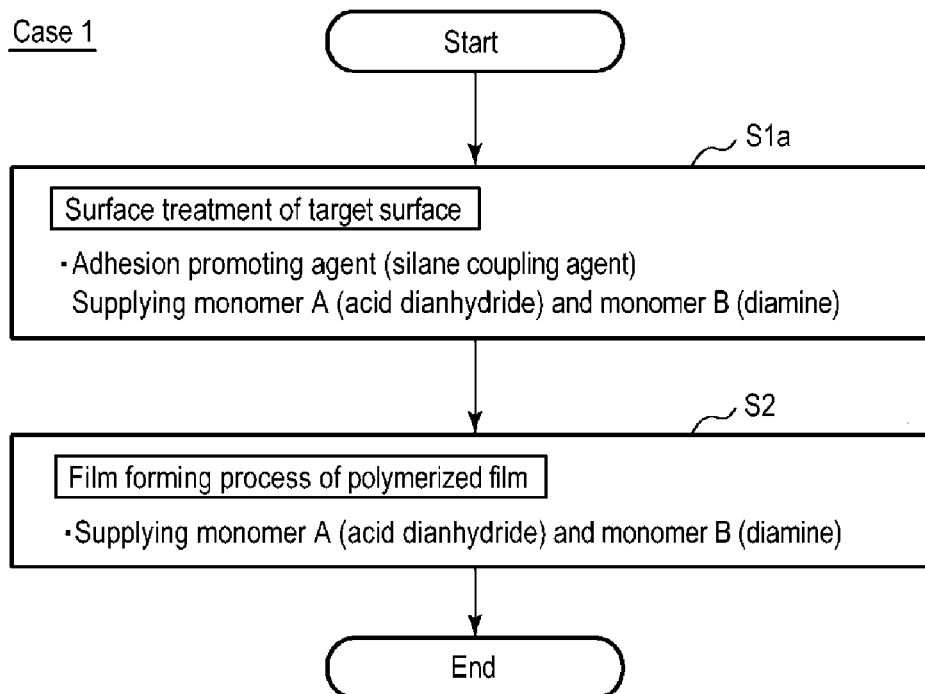 Case 1
Start
S1a
Surface treatment of target surface
・Adhesion promoting agent (silane coupling agent)
Supplying monomer A (acid dianhydride) and monomer B (diamine)
S2
Film forming process of polymerized film
・Supplying monomer A (acid dianhydride) and monomer B (diamine)
End